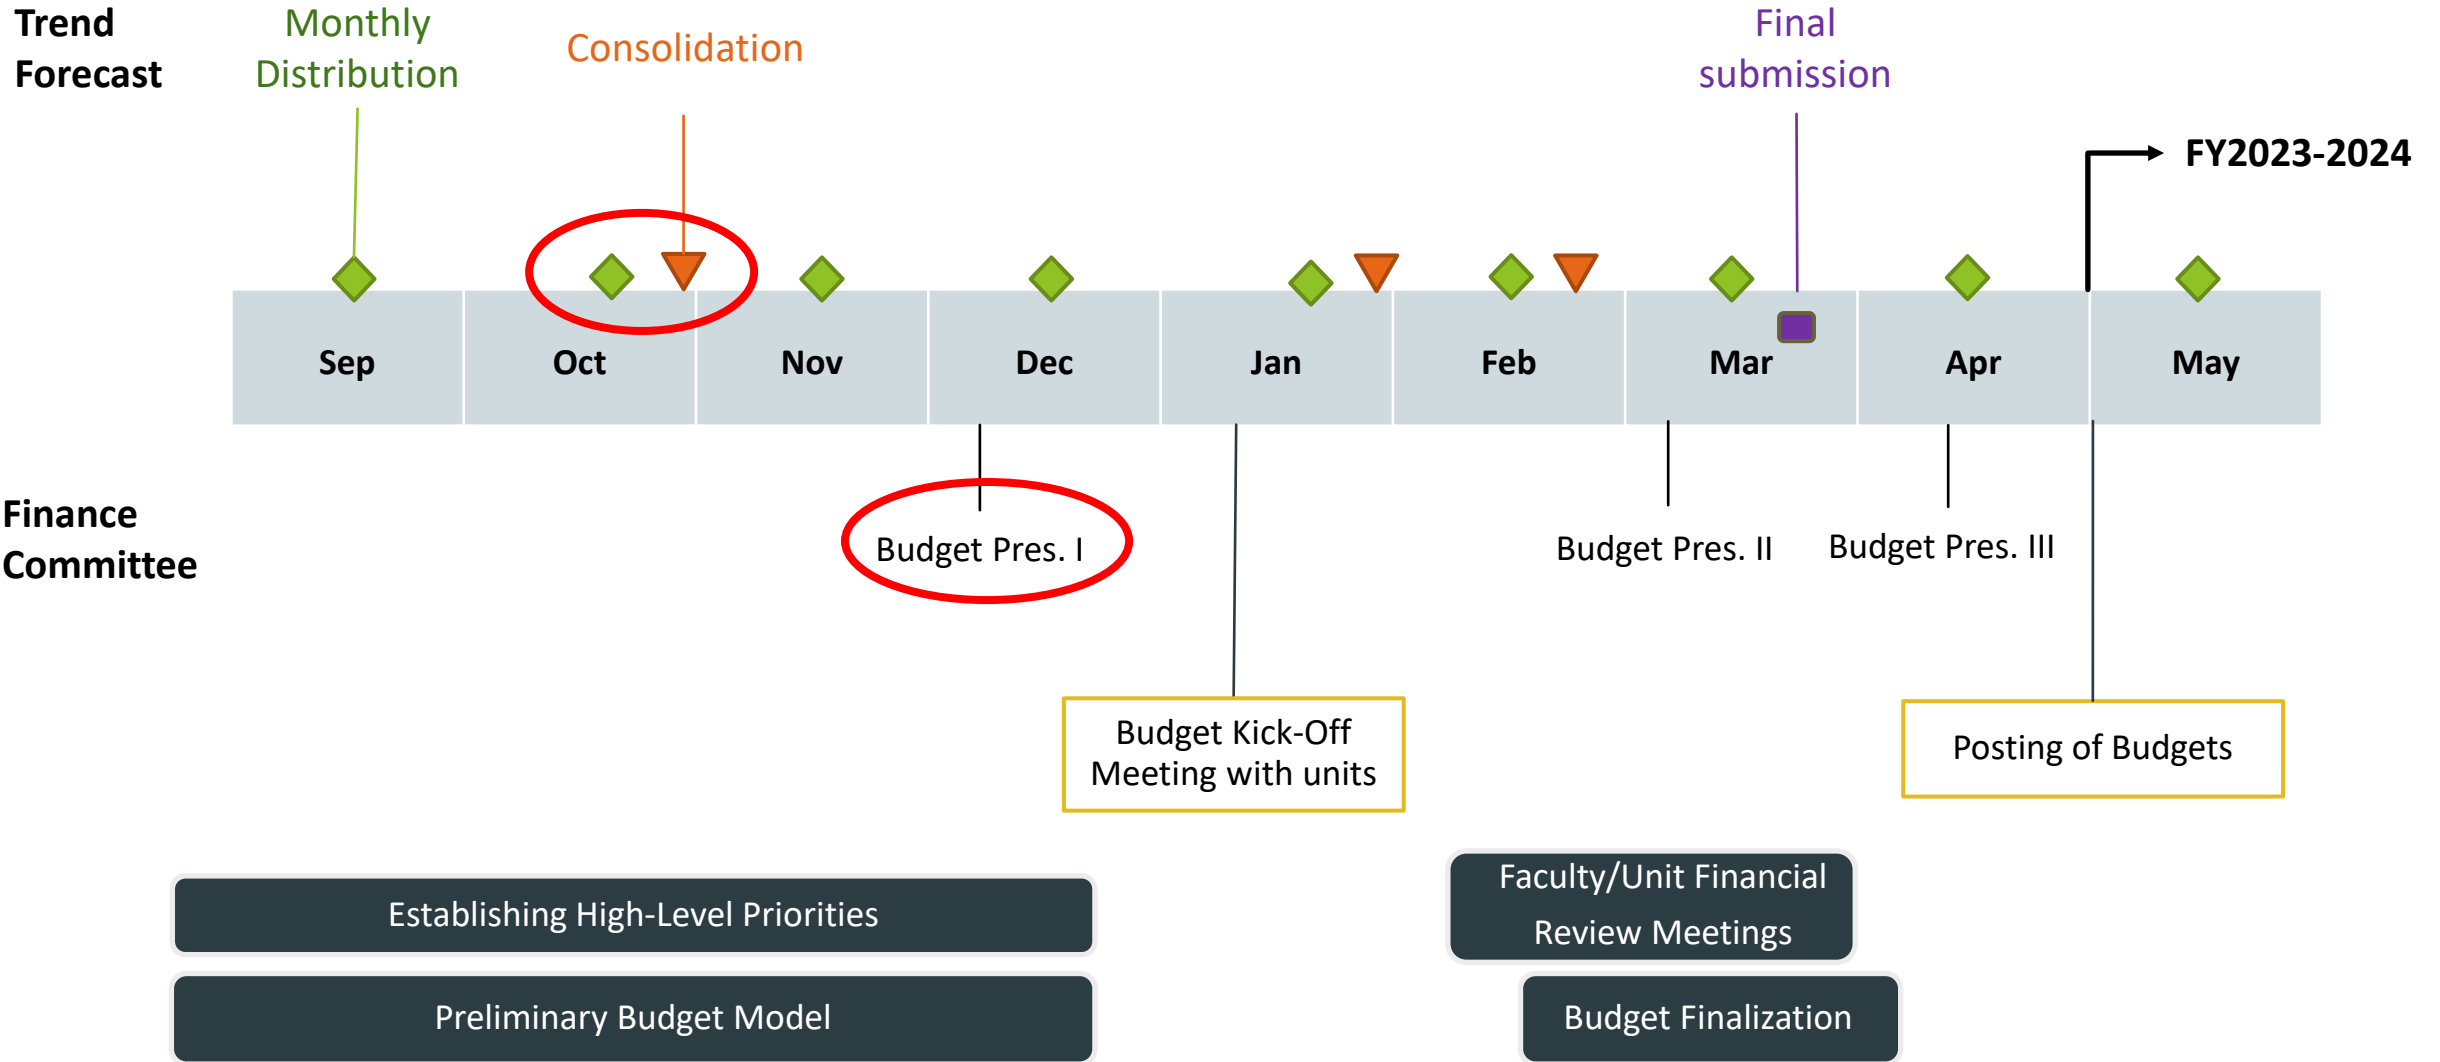 Trend
Forecast
Monthly
Distribution
Consolidation
Final
submission
FY2023-2024
Sep
Oct
Nov
Dec
Jan
Feb
Mar
Apr
May
Finance
Committee
Budget Pres. I
Budget Pres. II
Budget Pres. III
Budget Kick-Off
Meeting with units
Posting of Budgets
Establishing High-Level Priorities
Faculty/Unit Financial
Review Meetings
Preliminary Budget Model
Budget Finalization